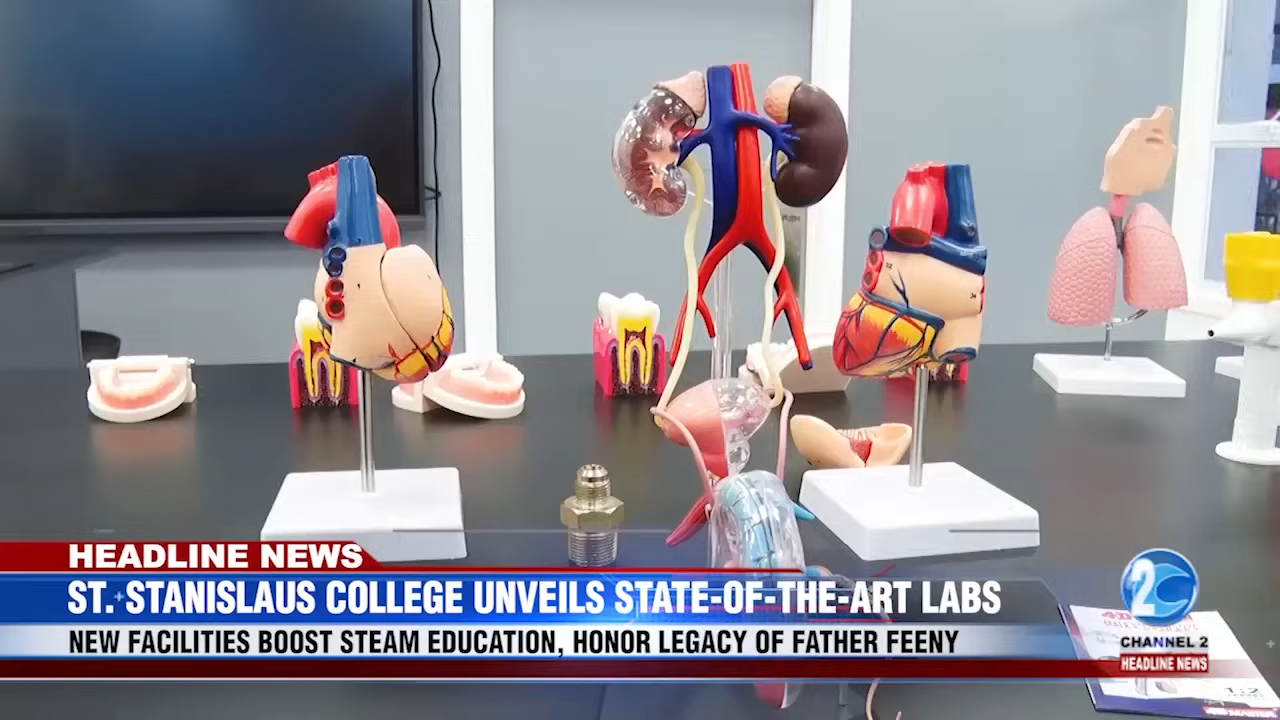 HEADLINE NEWS
ST. STANISLAUS COLLEGE UNVEILS STATE-OF-THE-ART LABS
NEW FACILITIES BOOST STEAM EDUCATION, HONOR LEGACY OF FATHER FEENY
2
CHANNEL 2
HEADLINE NEWS